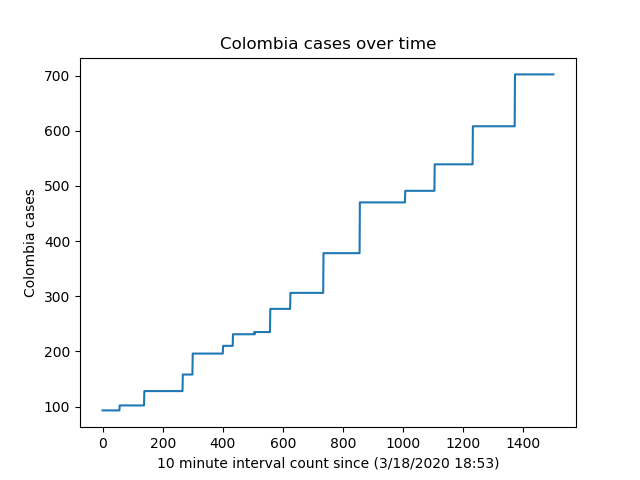 Colombia cases over time
700
600
500
400
300
200
100
Colombia cases
0 200 400 600 800 1000 1200 1400
10 minute interval count since (3/18/2020 18:53)